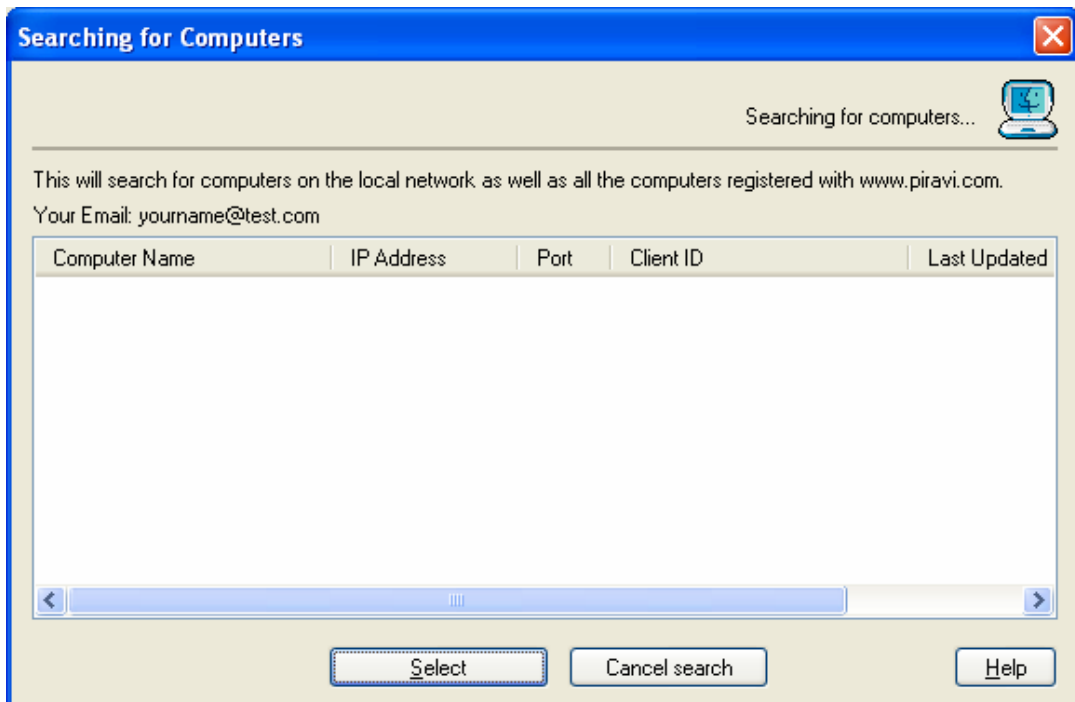 Searching for Computers
Searching for computers...
This will search for computers on the local network as well as all the computers registered with www.piravi.com.
Your Email: yourname@test.com
Computer Name IP Address Port Client ID Last Updated
Select Cancel search Help